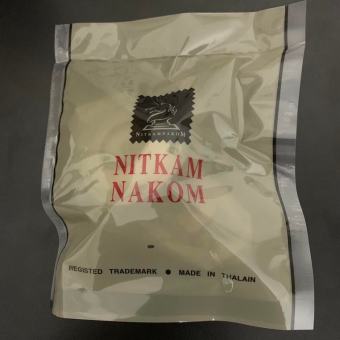 NITKAMNAKOM
NITKAM
NAKOM
REGISTED TRADEMARK ● MADE IN THALAIN